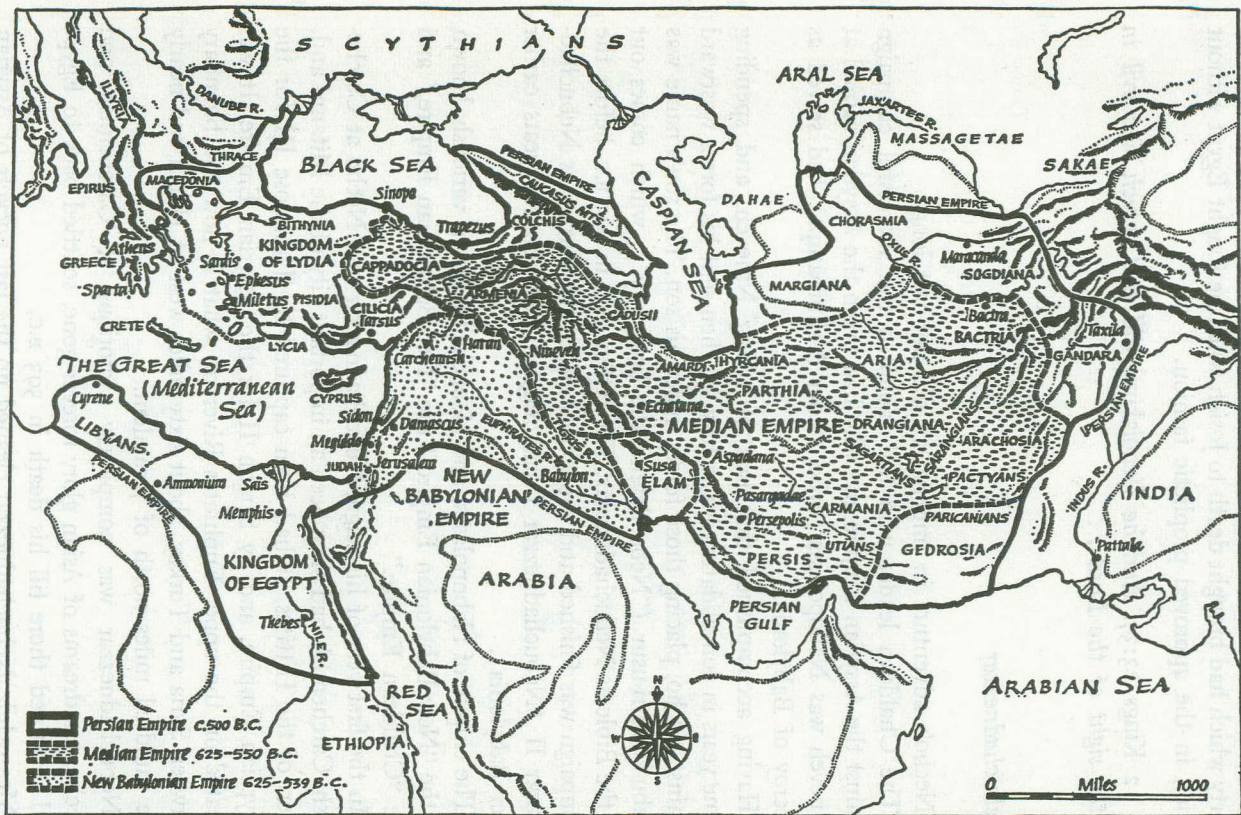 SCYTHIANS
ARAL SEA
JAXARTES R.
MASSAGETAE
SAKAE
ILLYRIA
DANUBE R.
THRACE
BLACK SEA
PERSIAN EMPIRE
CAUCASUS MTS.
COLCHIS
CASPIAN SEA
DAHAE
PERSIAN EMPIRE
CHORASMIA
OXUS R.
EPIRUS
MACEDONIA
Sinope
Trapezus
BITHYNIA
KINGDOM
OF LYDIA
CAPPADOCIA
ARMENIA
CADUSII
MARGIANA
Maracanda
SOGDIANA
Athens
GREECE
Sparta
Sardis
Ephesus
Miletus
PISIDIA
CILICIA
Tarsus
LYCIA
CRETE
Carchemish
Haran
Nineveh
AMARDI
HYRCANIA
ARIA
Bactra
BACTRIA
Taxila
GANDARA
PERSIAN EMPIRE
THE GREAT SEA
(Mediterranean
Sea)
CYPRUS
Sidon
Damascus
Megiddo
JUDAH
Jerusalem
EUPHRATES R.
TIGRIS R.
Babylon
Ecbatana
PARTHIA
MEDIAN EMPIRE
DRANGIANA
SAGARTIANS
SARANGIANS
ARACHOSIA
PACTYANS
Cyrene
LIBYANS
PERSIAN EMPIRE
Ammonium
Sais
Memphis
NEW
BABYLONIAN
EMPIRE
PERSIAN EMPIRE
Susa
ELAM
Aspadana
Pasargadae
Persepolis
PERSIS
CARMANIA
UTIANS
PARICANIANS
GEDROSIA
INDUS R.
INDIA
Pattala
KINGDOM
OF EGYPT
Thebes
NILE R.
ARABIA
PERSIAN
GULF
RED
SEA
ETHIOPIA
ARABIAN SEA
Persian Empire c.500 B.C.
Median Empire 625-550 B.C.
New Babylonian Empire 625-539 B.C.
N
W
E
S
0 Miles 1000